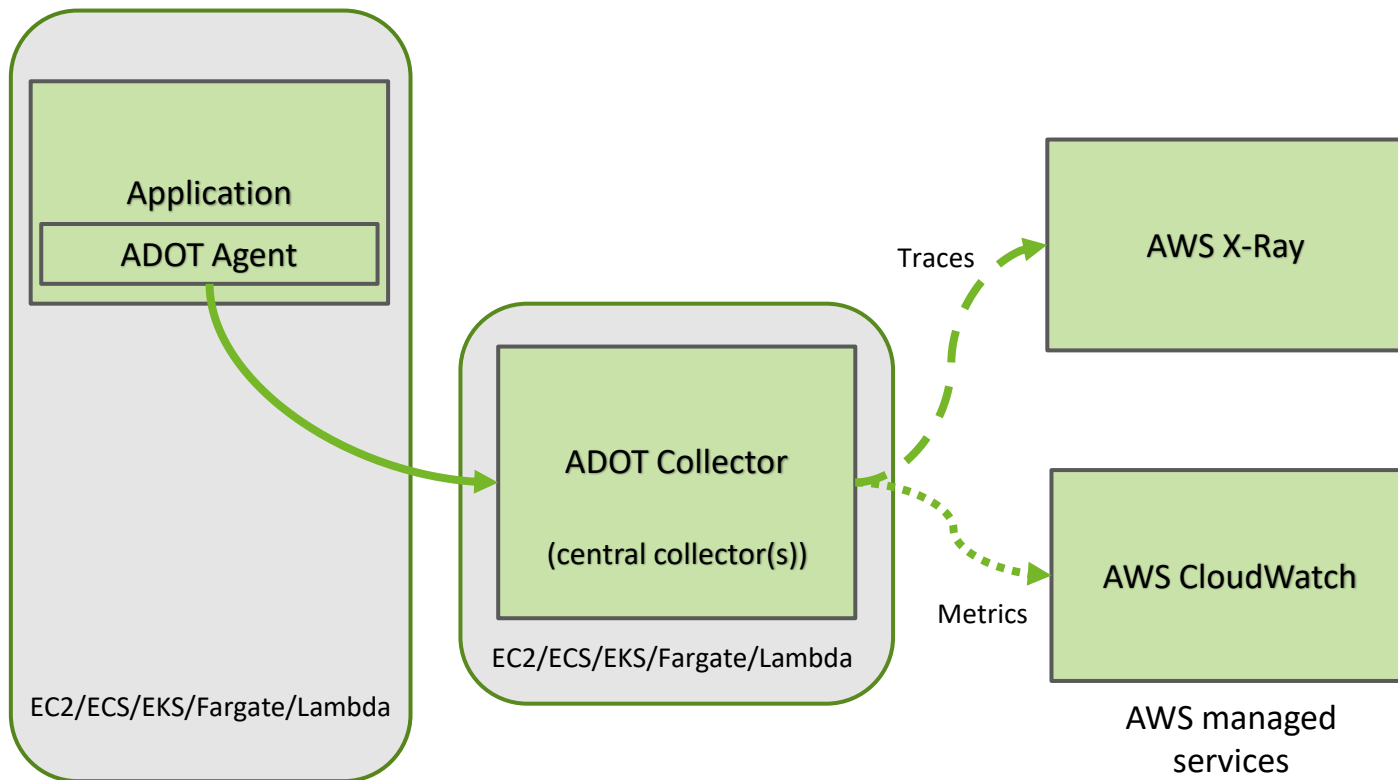 Application
ADOT Agent
EC2/ECS/EKS/Fargate/Lambda
ADOT Collector
(central collector(s))
EC2/ECS/EKS/Fargate/Lambda
Traces
Metrics
AWS X-Ray
AWS CloudWatch
AWS managed
services